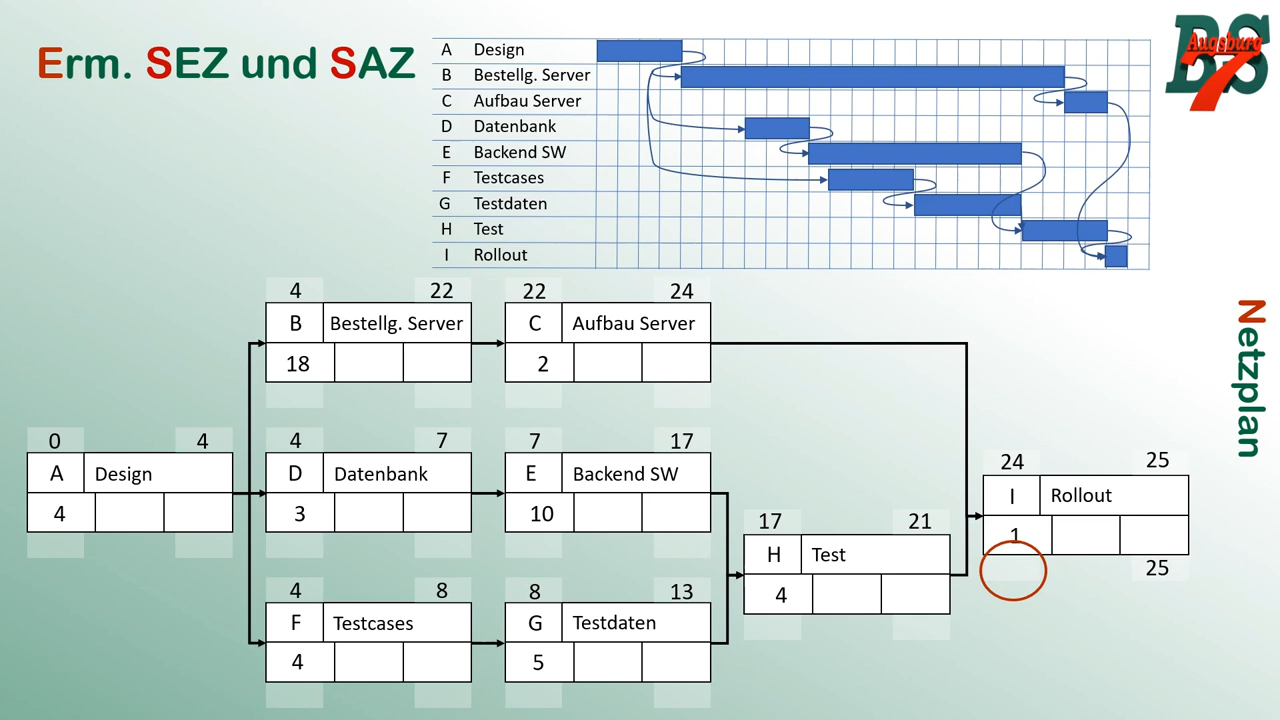 Erm. SEZ und SAZ
A Design
B Bestellg. Server
C Aufbau Server
D Datenbank
E Backend SW
F Testcases
G Testdaten
H Test
I Rollout
BS
Augsburg
7
Netzplan
4 22
B Bestellg. Server
18
22 24
C Aufbau Server
2
0 4
A Design
4
4 7
D Datenbank
3
7 17
E Backend SW
10
4 8
F Testcases
4
8 13
G Testdaten
5
17 21
H Test
4
24 25
I Rollout
1
25